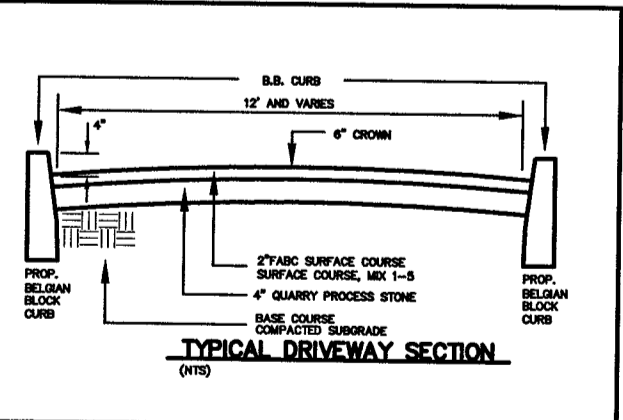 B.B. CURB
12' AND VARIES
4"
6" CROWN
2"FABC SURFACE COURSE
SURFACE COURSE, MIX 1-5
4" QUARRY PROCESS STONE
BASE COURSE
COMPACTED SUBGRADE
PROP.
BELGIAN
BLOCK
CURB
PROP.
BELGIAN
BLOCK
CURB
TYPICAL DRIVEWAY SECTION
(NTS)